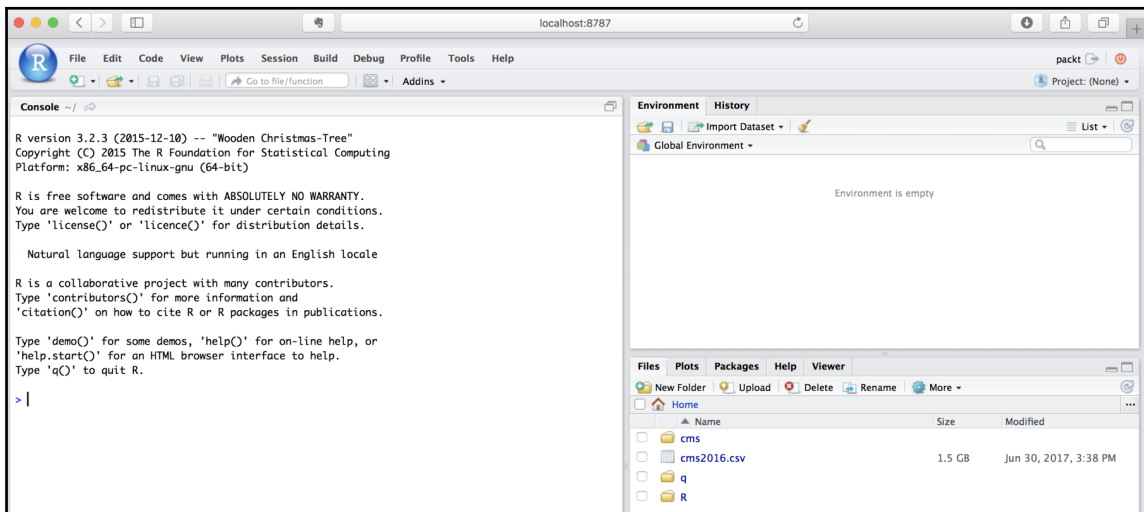 localhost:8787
R File Edit Code View Plots Session Build Debug Profile Tools Help packt
Go to file/function Addins Project: (None)
Console ~/
R version 3.2.3 (2015-12-10) -- "Wooden Christmas-Tree"
Copyright (C) 2015 The R Foundation for Statistical Computing
Platform: x86_64-pc-linux-gnu (64-bit)
R is free software and comes with ABSOLUTELY NO WARRANTY.
You are welcome to redistribute it under certain conditions.
Type 'license()' or 'licence()' for distribution details.
Natural language support but running in an English locale
R is a collaborative project with many contributors.
Type 'contributors()' for more information and
'citation()' on how to cite R or R packages in publications.
Type 'demo()' for some demos, 'help()' for on-line help, or
'help.start()' for an HTML browser interface to help.
Type 'q()' to quit R.
>
Environment History
Import Dataset List
Global Environment
Environment is empty
Files Plots Packages Help Viewer
New Folder Upload Delete Rename More
Home ...
Name Size Modified
cms
cms2016.csv 1.5 GB Jun 30, 2017, 3:38 PM
q
R